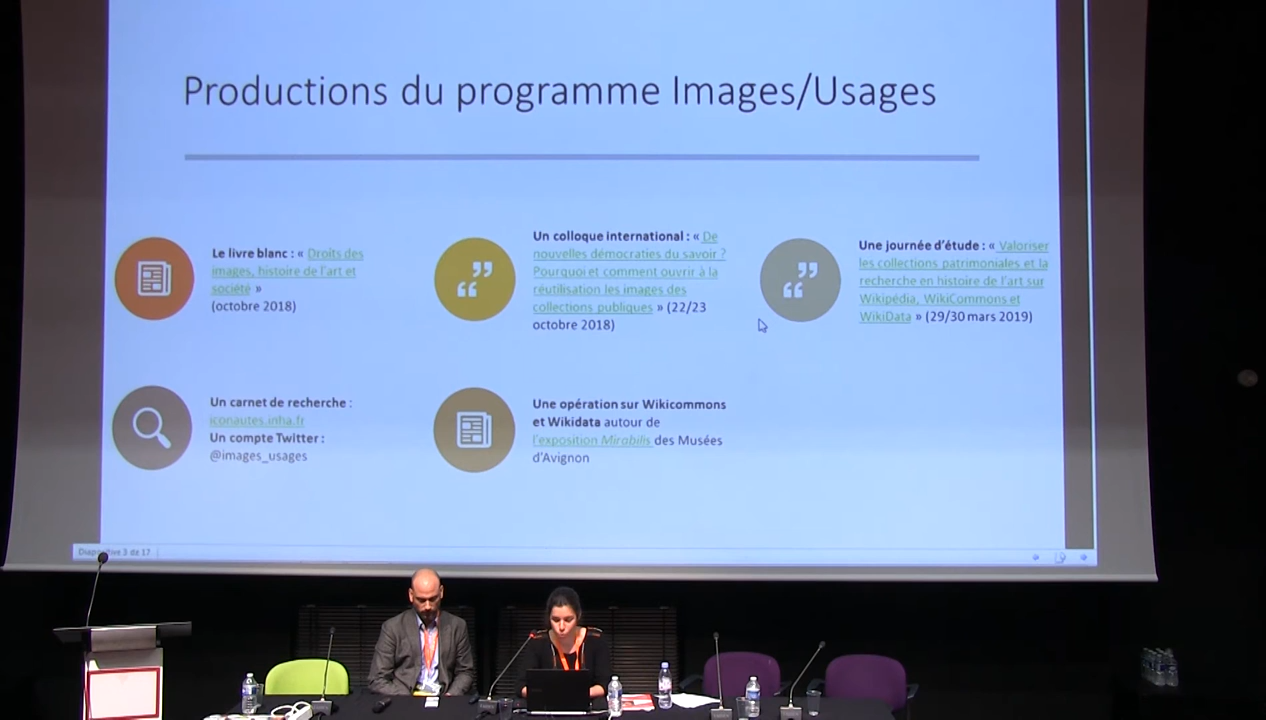 Productions du programme Images/Usages
Le livre blanc : « Droits des
images, histoire de l'art et
société »
(octobre 2018)
Un colloque international : « De
nouvelles démocraties du savoir ?
Pourquoi et comment ouvrir à la
réutilisation les images des
collections publiques » (22/23
octobre 2018)
Une journée d'étude : « Valoriser
les collections patrimoniales et la
recherche en histoire de l'art sur
Wikipédia, WikiCommons et
WikiData » (29/30 mars 2019)
Un carnet de recherche :
iconautes.inha.fr
Un compte Twitter :
@images_usages
Une opération sur Wikicommons
et Wikidata autour de
l'exposition Mirabilis des Musées
d'Avignon
Diapositive 3 de 17